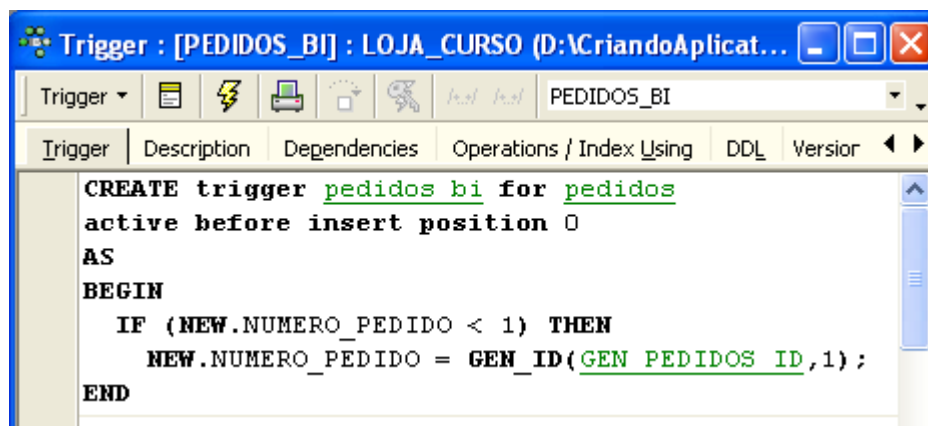 Trigger : [PEDIDOS_BI] : LOJA_CURSO (D:\CriandoAplicat...
Trigger PEDIDOS_BI
Trigger Description Dependencies Operations / Index Using DDL Version
CREATE trigger pedidos_bi for pedidos
active before insert position 0
AS
BEGIN
IF (NEW.NUMERO_PEDIDO < 1) THEN
NEW.NUMERO_PEDIDO = GEN_ID(GEN_PEDIDOS_ID,1);
END